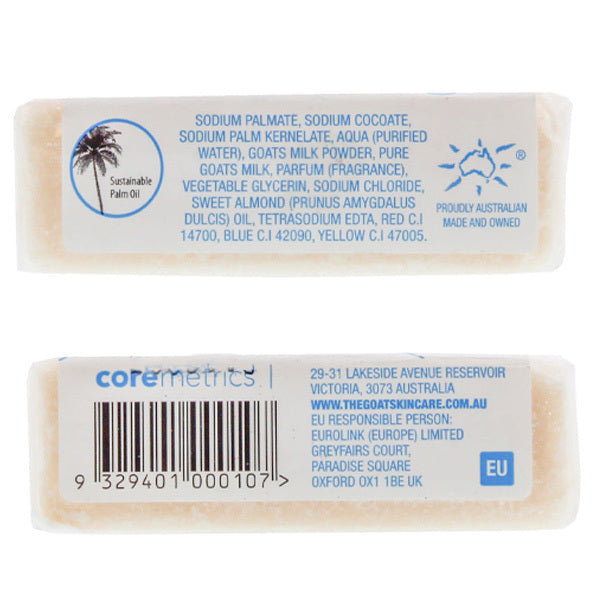 Sustainable
Palm Oil
SODIUM PALMATE, SODIUM COCOATE,
SODIUM PALM KERNELATE, AQUA (PURIFIED
WATER), GOATS MILK POWDER, PURE
GOATS MILK, PARFUM (FRAGRANCE),
VEGETABLE GLYCERIN, SODIUM CHLORIDE,
SWEET ALMOND (PRUNUS AMYGDALUS
DULCIS) OIL, TETRASODIUM EDTA, RED C.I
14700, BLUE C.I 42090, YELLOW C.I 47005.
®
PROUDLY AUSTRALIAN
MADE AND OWNED
coremetrics
9 329401 000107 >
29-31 LAKESIDE AVENUE RESERVOIR
VICTORIA, 3073 AUSTRALIA
WWW.THEGOATSKINCARE.COM.AU
EU RESPONSIBLE PERSON:
EUROLINK (EUROPE) LIMITED
GREYFAIRS COURT,
PARADISE SQUARE
OXFORD OX1 1BE UK
EU